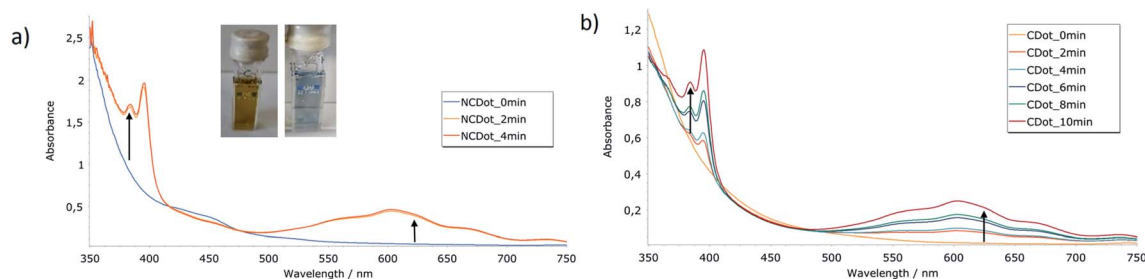 a)
2,5
2
1,5
1
0,5
Absorbance
350 400 450 500 550 600 650 700 750
Wavelength / nm
NCDot_0min
NCDot_2min
NCDot_4min
b)
1,2
1
0,8
0,6
0,4
0,2
Absorbance
350 400 450 500 550 600 650 700 750
Wavelength / nm
CDot_0min
CDot_2min
CDot_4min
CDot_6min
CDot_8min
CDot_10min